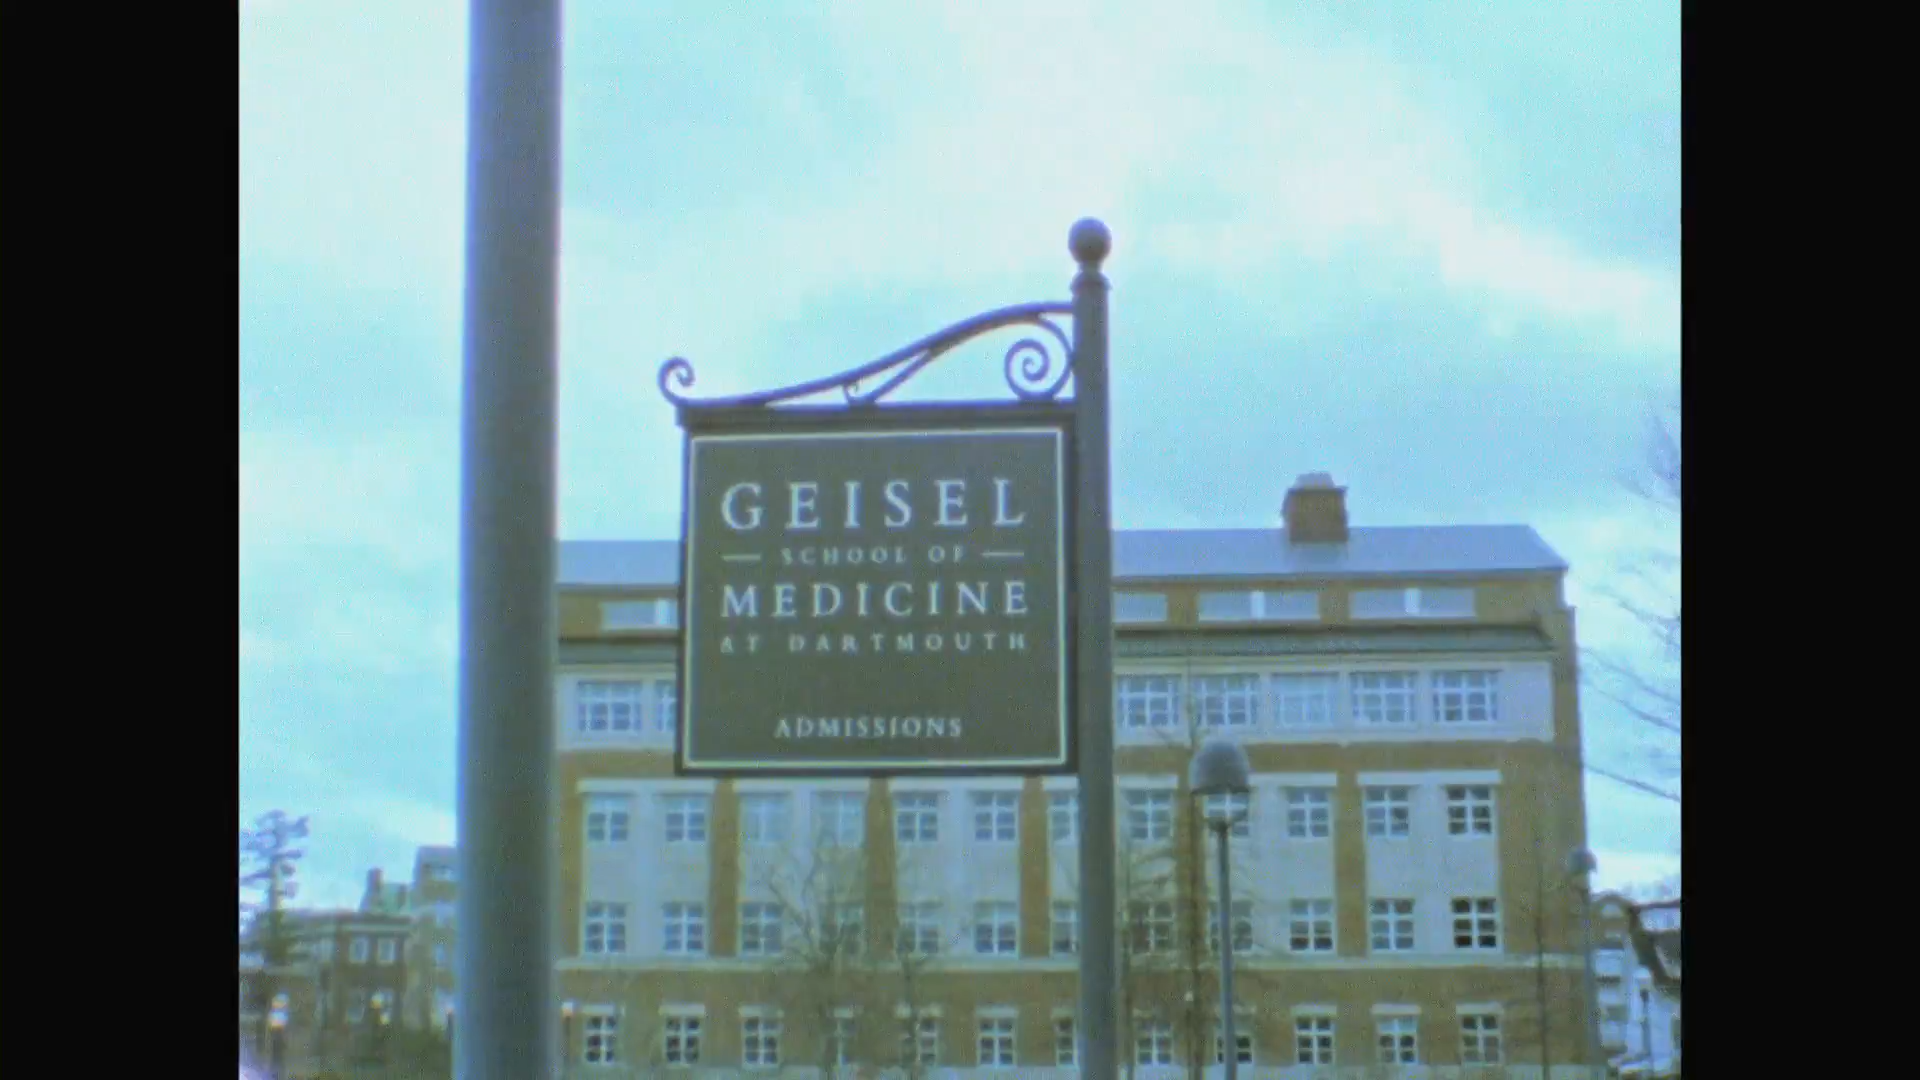 GEISEL
SCHOOL OF
MEDICINE
AT DARTMOUTH
ADMISSIONS